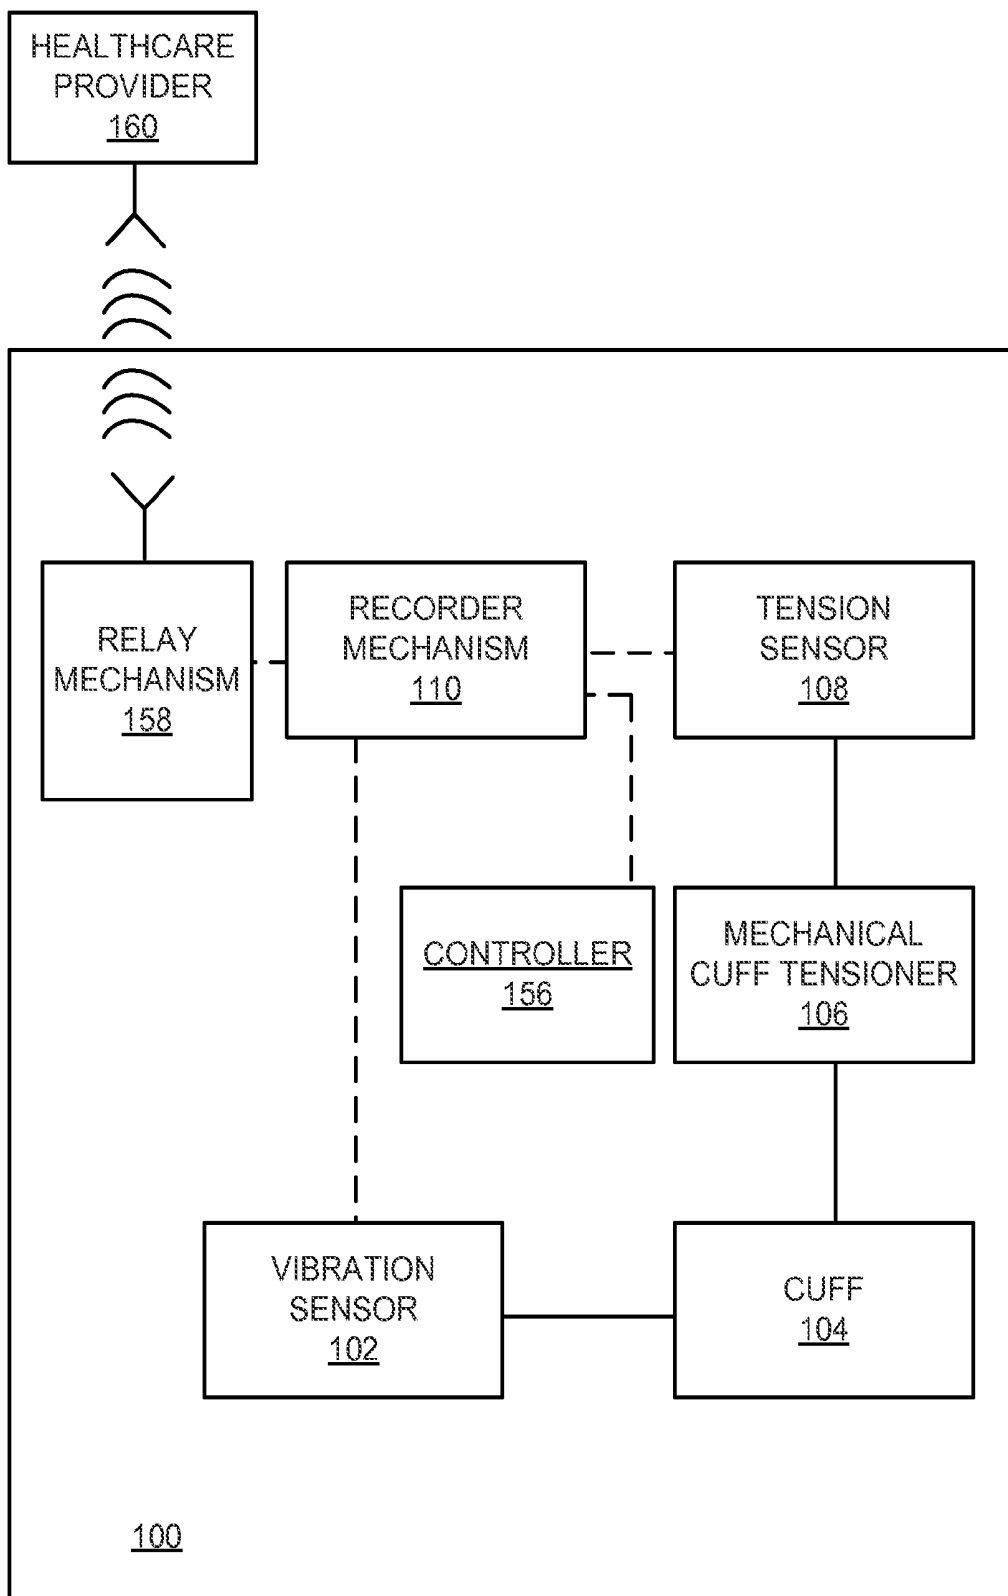 HEALTHCARE
PROVIDER
160
RELAY
MECHANISM
158
RECORDER
MECHANISM
110
TENSION
SENSOR
108
CONTROLLER
156
MECHANICAL
CUFF TENSIONER
106
VIBRATION
SENSOR
102
CUFF
104
100